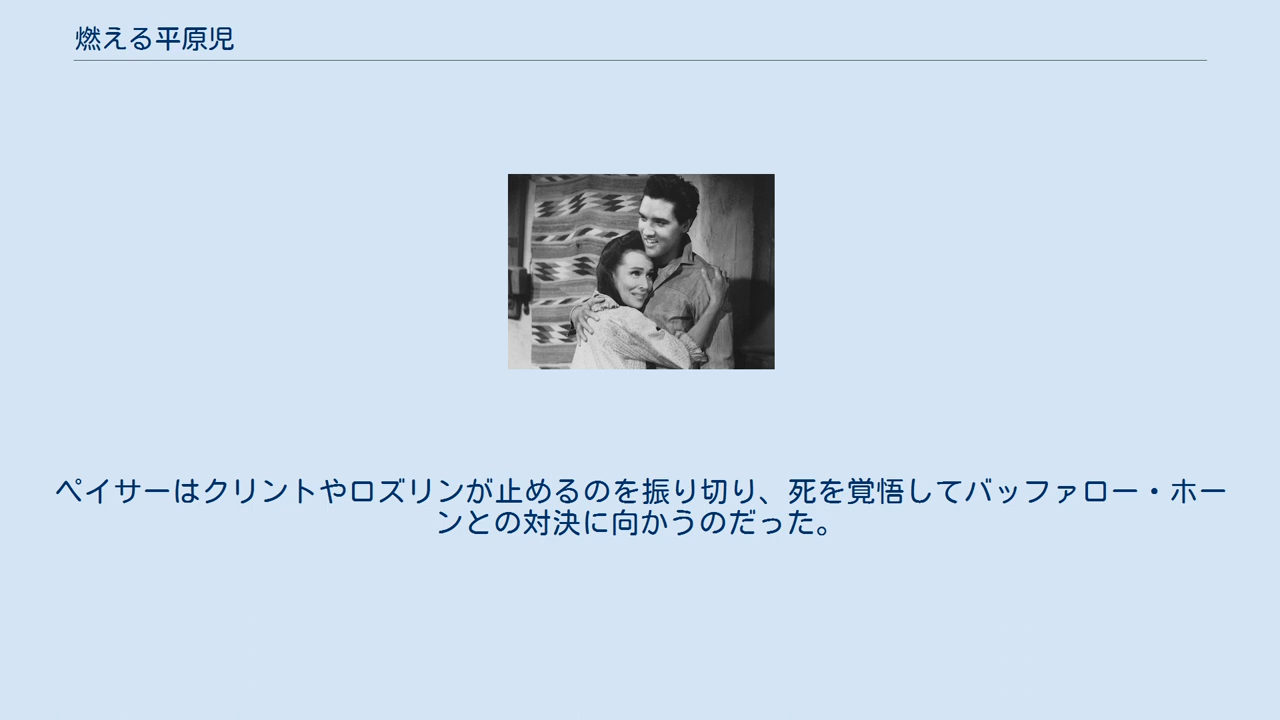 燃える平原児
ペイサーはクリントやロズリンが止めるのを振り切り、死を覚悟してバッファロー・ホー
ンとの対決に向かうのだった。